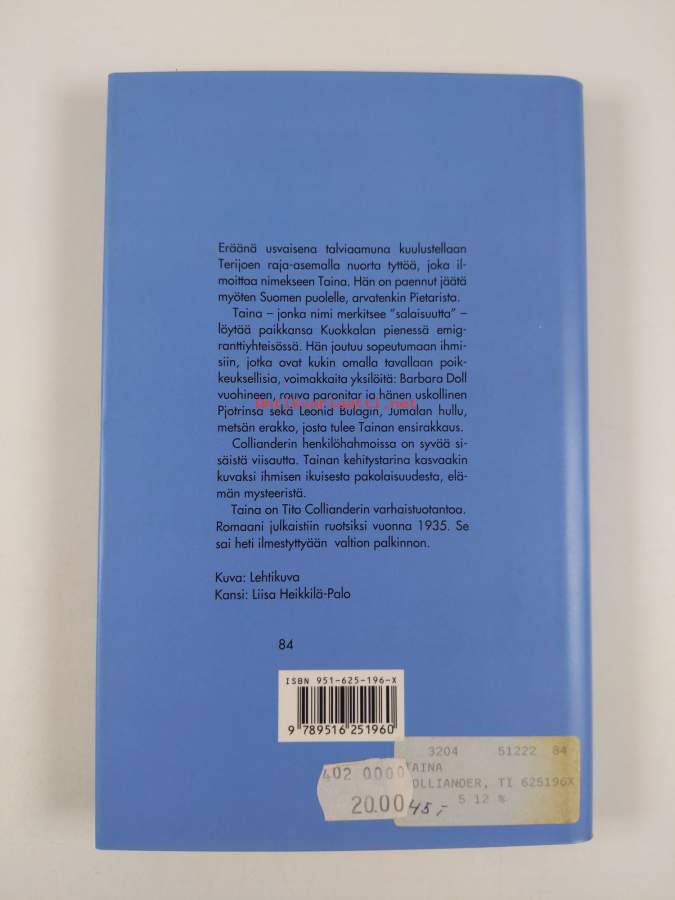 Eräänä usvaisena talviaamuna kuulustellaan
Terijoen raja-asemalla nuorta tyttöä, joka il-
moittaa nimekseen Taina. Hän on paennut jäätä
myöten Suomen puolelle, arvatenkin Pietarista.
Taina – jonka nimi merkitsee "salaisuutta" –
löytää paikkansa Kuokkalan pienessä emig-
ranttiyhteisössä. Hän joutuu sopeutumaan ihmi-
siin, jotka ovat kukin omalla tavallaan poik-
keuksellisia, voimakkaita yksilöitä: Barbara Doll
vuohineen, rouva paronitar ja hänen uskollinen
Pjotrinsa sekä Leonid Bulagin, Jumalan hullu,
metsän erakko, josta tulee Tainan ensirakkaus.
Collianderin henkilöhahmoissa on syvää si-
säistä viisautta. Tainan kehitystarina kasvaakin
kuvaksi ihmisen ikuisesta pakolaisuudesta, elä-
män mysteeristä.
Taina on Tito Collianderin varhaistuotantoa.
Romaani julkaistiin ruotsiksi vuonna 1935. Se
sai heti ilmestyttyään valtion palkinnon.
Kuva: Lehtikuva
Kansi: Liisa Heikkilä-Palo
84
ISBN 951-625-196-X
9 789516 251960
3204 51222 84
TAINA
COLLIANDER, TI 625196X
5 12 %
45,-
402 0000
20.00